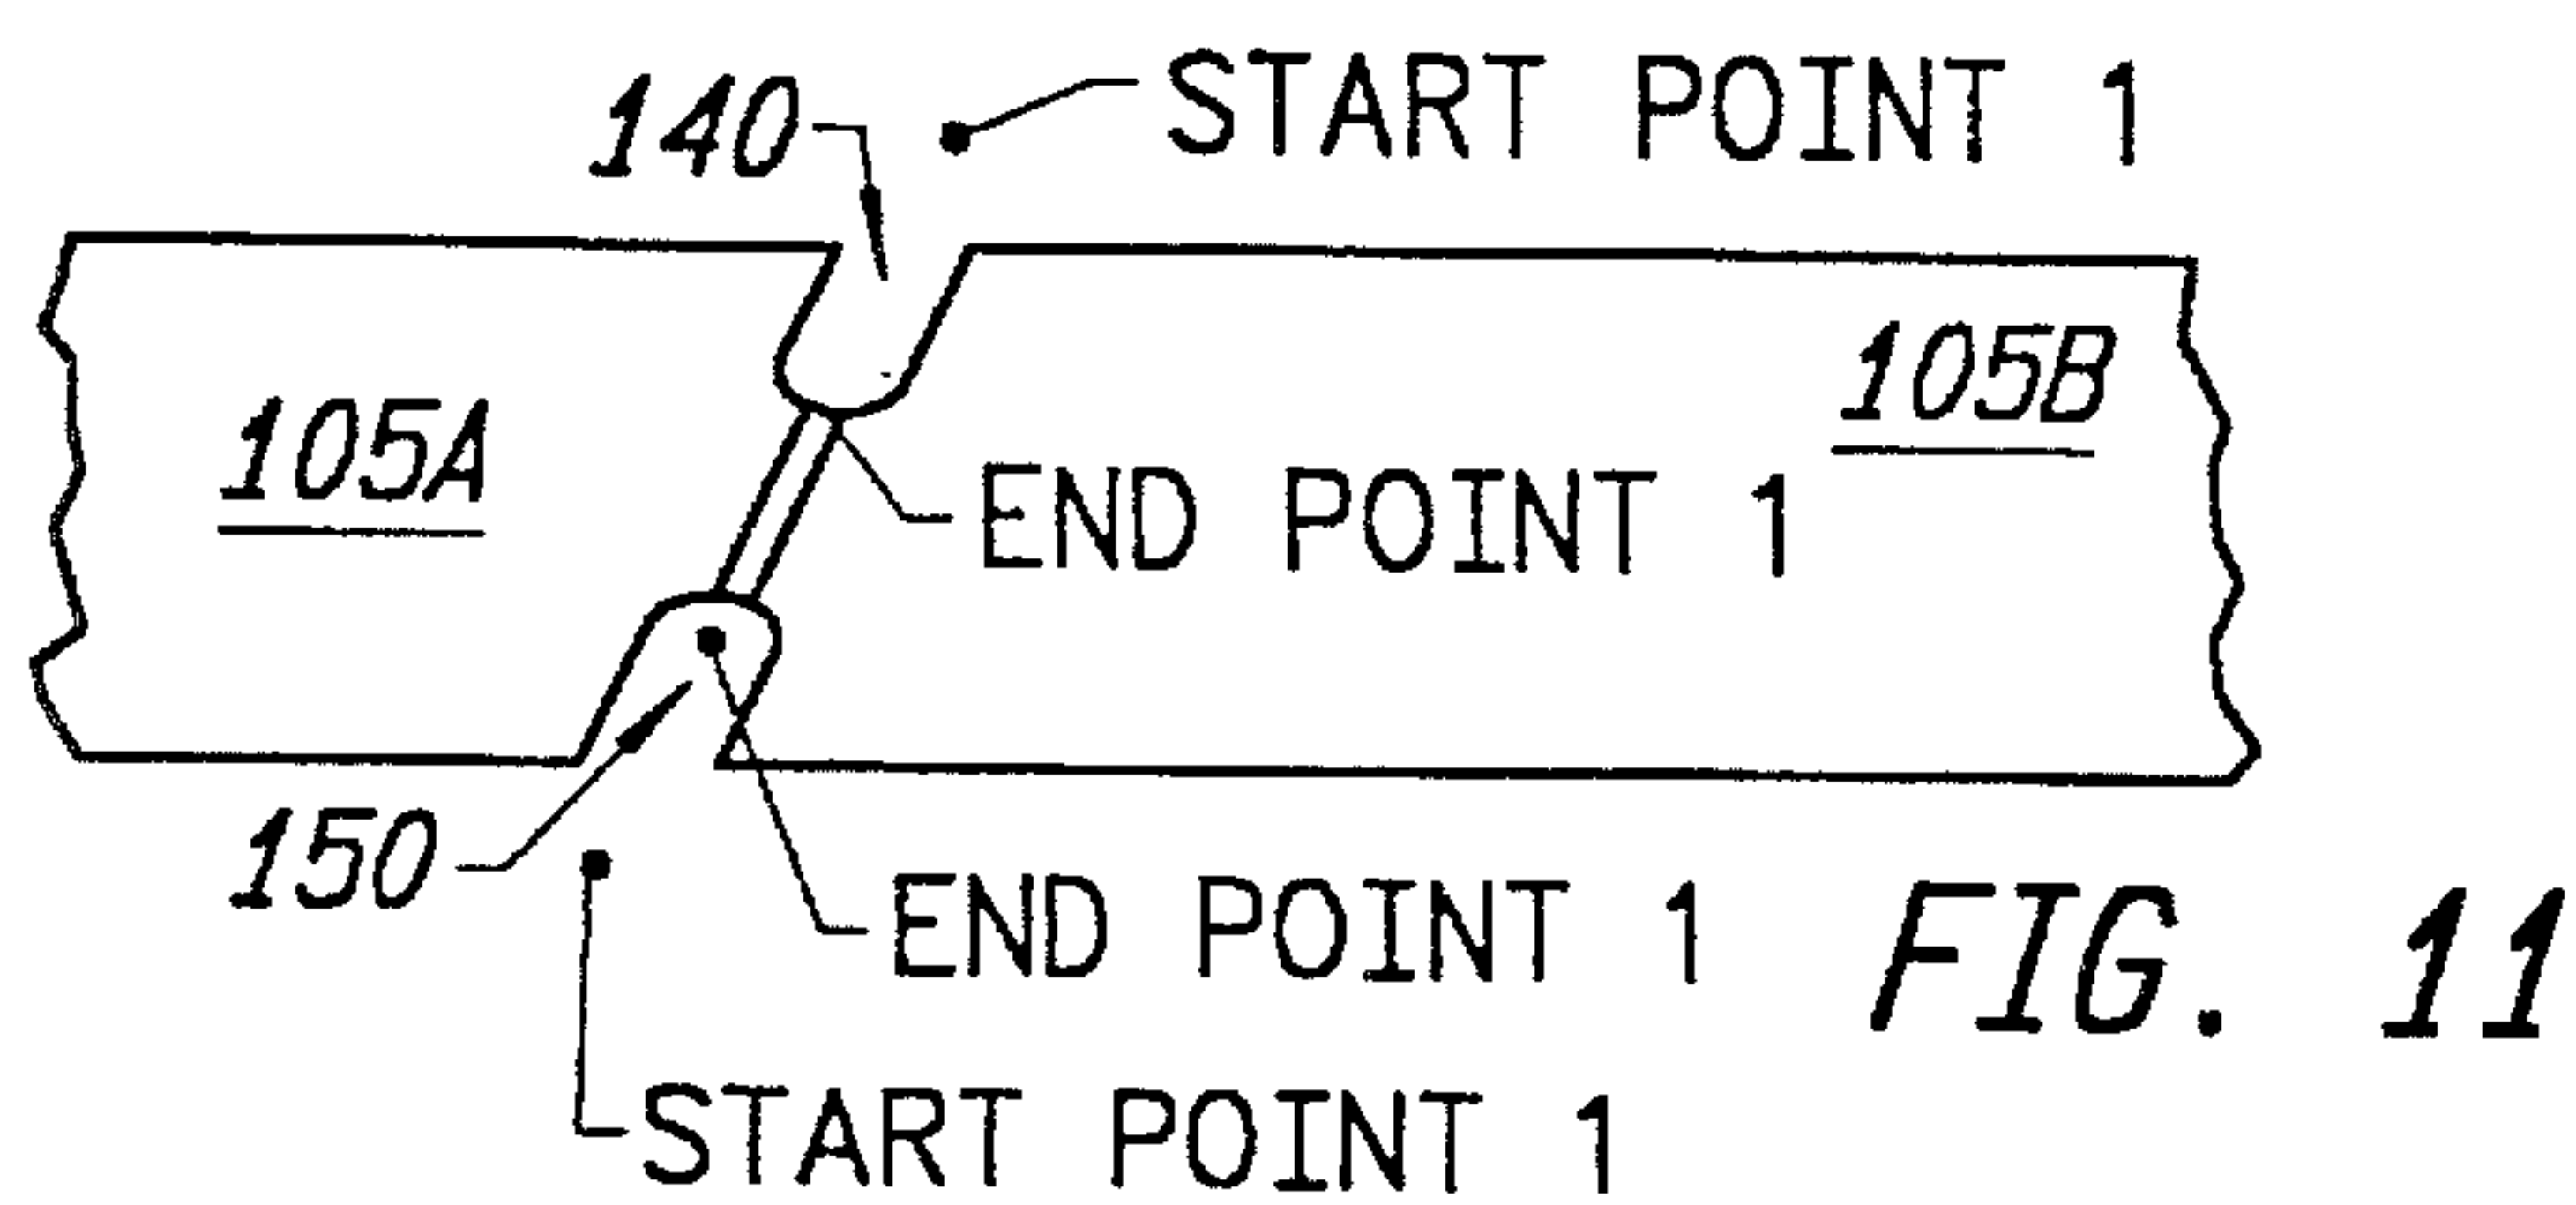 START POINT 1
140
105B
105A
END POINT 1
150
END POINT 1
FIG. 11
START POINT 1